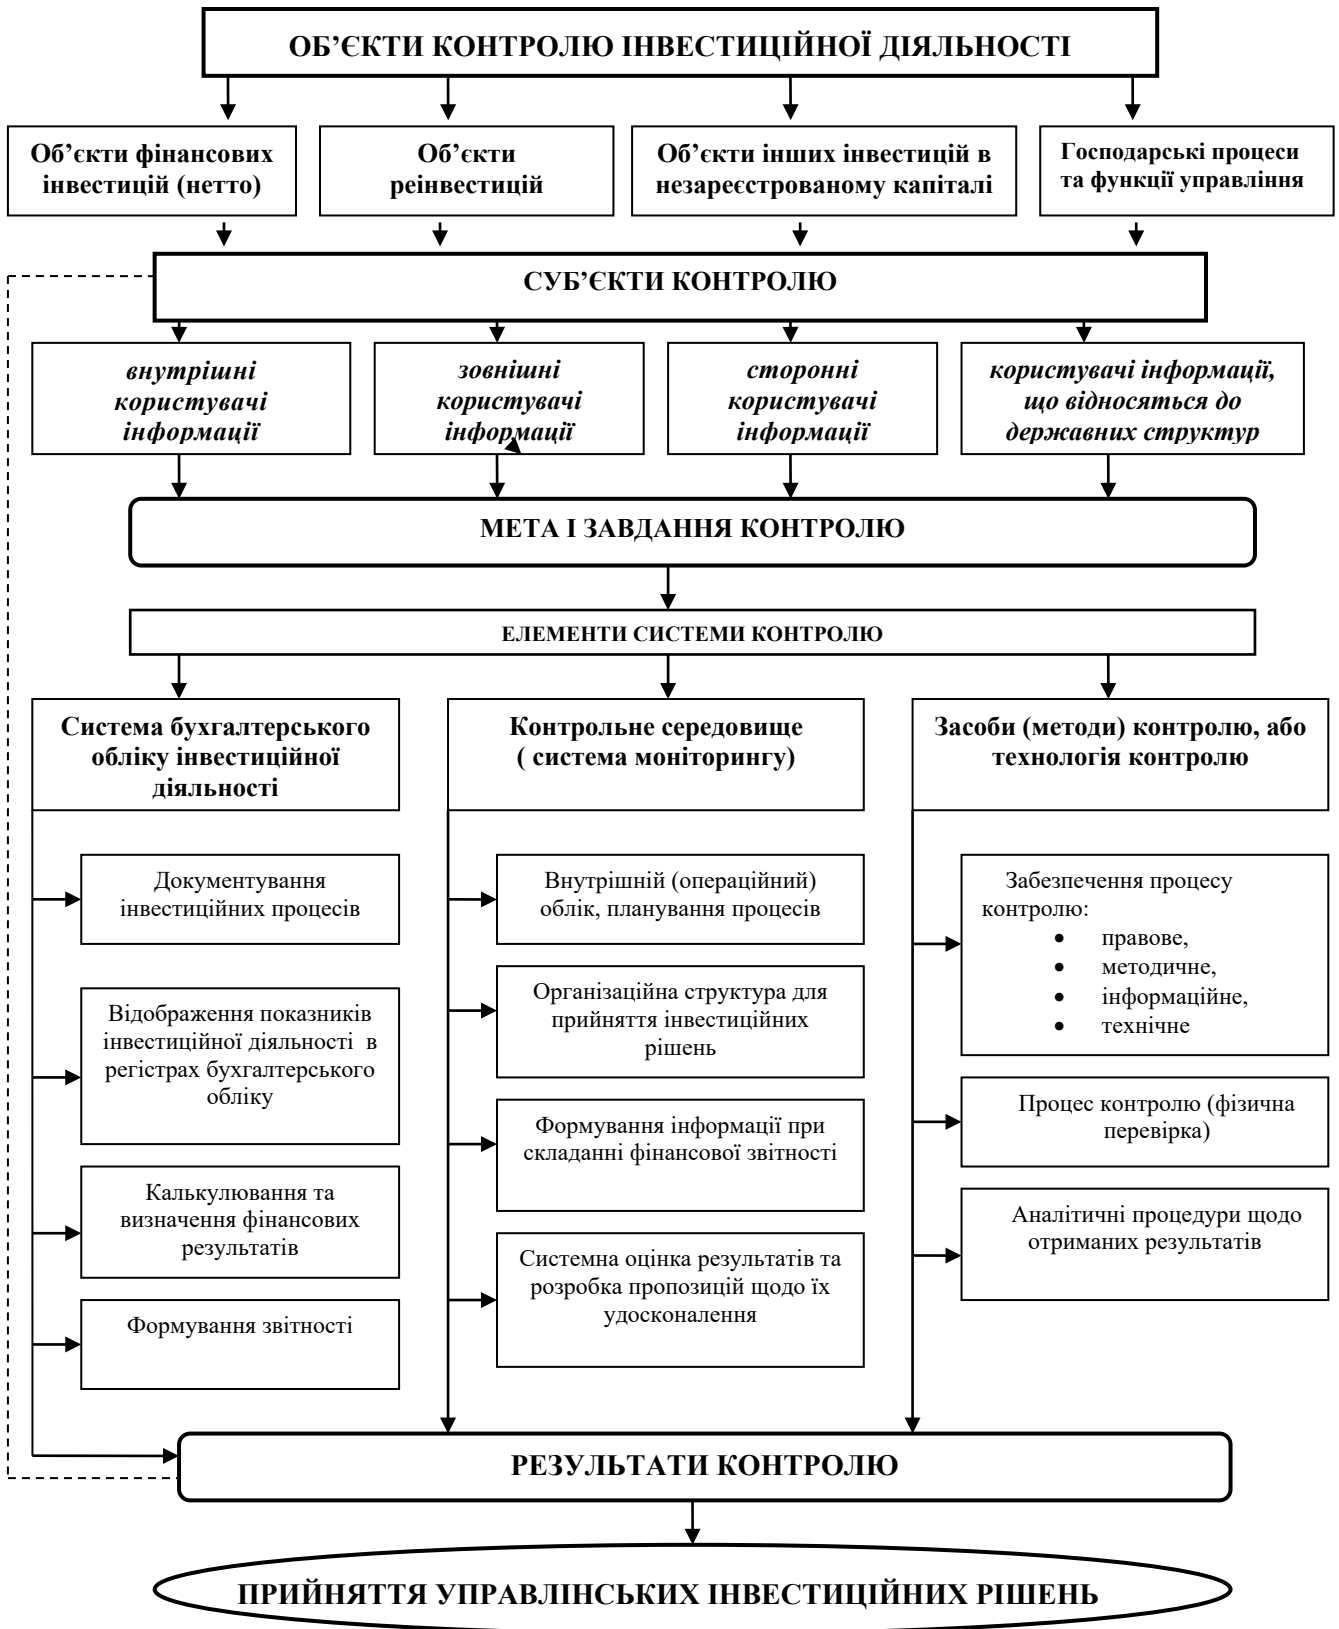 ОБ’ЄКТИ КОНТРОЛЮ ІНВЕСТИЦІЙНОЇ ДІЯЛЬНОСТІ
Об’єкти фінансових
інвестицій (нетто)
Об’єкти
реінвестицій
Об’єкти інших інвестицій в
незареєстрованому капіталі
Господарські процеси
та функції управління
СУБ’ЄКТИ КОНТРОЛЮ
внутрішні
користувачі
інформації
зовнішні
користувачі
інформації
сторонні
користувачі
інформації
користувачі інформації,
що відносяться до
державних структур
МЕТА І ЗАВДАННЯ КОНТРОЛЮ
ЕЛЕМЕНТИ СИСТЕМИ КОНТРОЛЮ
Система бухгалтерського
обліку інвестиційної
діяльності
Документування
інвестиційних процесів
Відображення показників
інвестиційної діяльності в
регістрах бухгалтерського
обліку
Калькулювання та
визначення фінансових
результатів
Формування звітності
Контрольне середовище
( система моніторингу)
Внутрішній (операційний)
облік, планування процесів
Організаційна структура для
прийняття інвестиційних
рішень
Формування інформації при
складанні фінансової звітності
Системна оцінка результатів та
розробка пропозицій щодо їх
удосконалення
Засоби (методи) контролю, або
технологія контролю
Забезпечення процесу
контролю:
• правове,
• методичне,
• інформаційне,
• технічне
Процес контролю (фізична
перевірка)
Аналітичні процедури щодо
отриманих результатів
РЕЗУЛЬТАТИ КОНТРОЛЮ
ПРИЙНЯТТЯ УПРАВЛІНСЬКИХ ІНВЕСТИЦІЙНИХ РІШЕНЬ